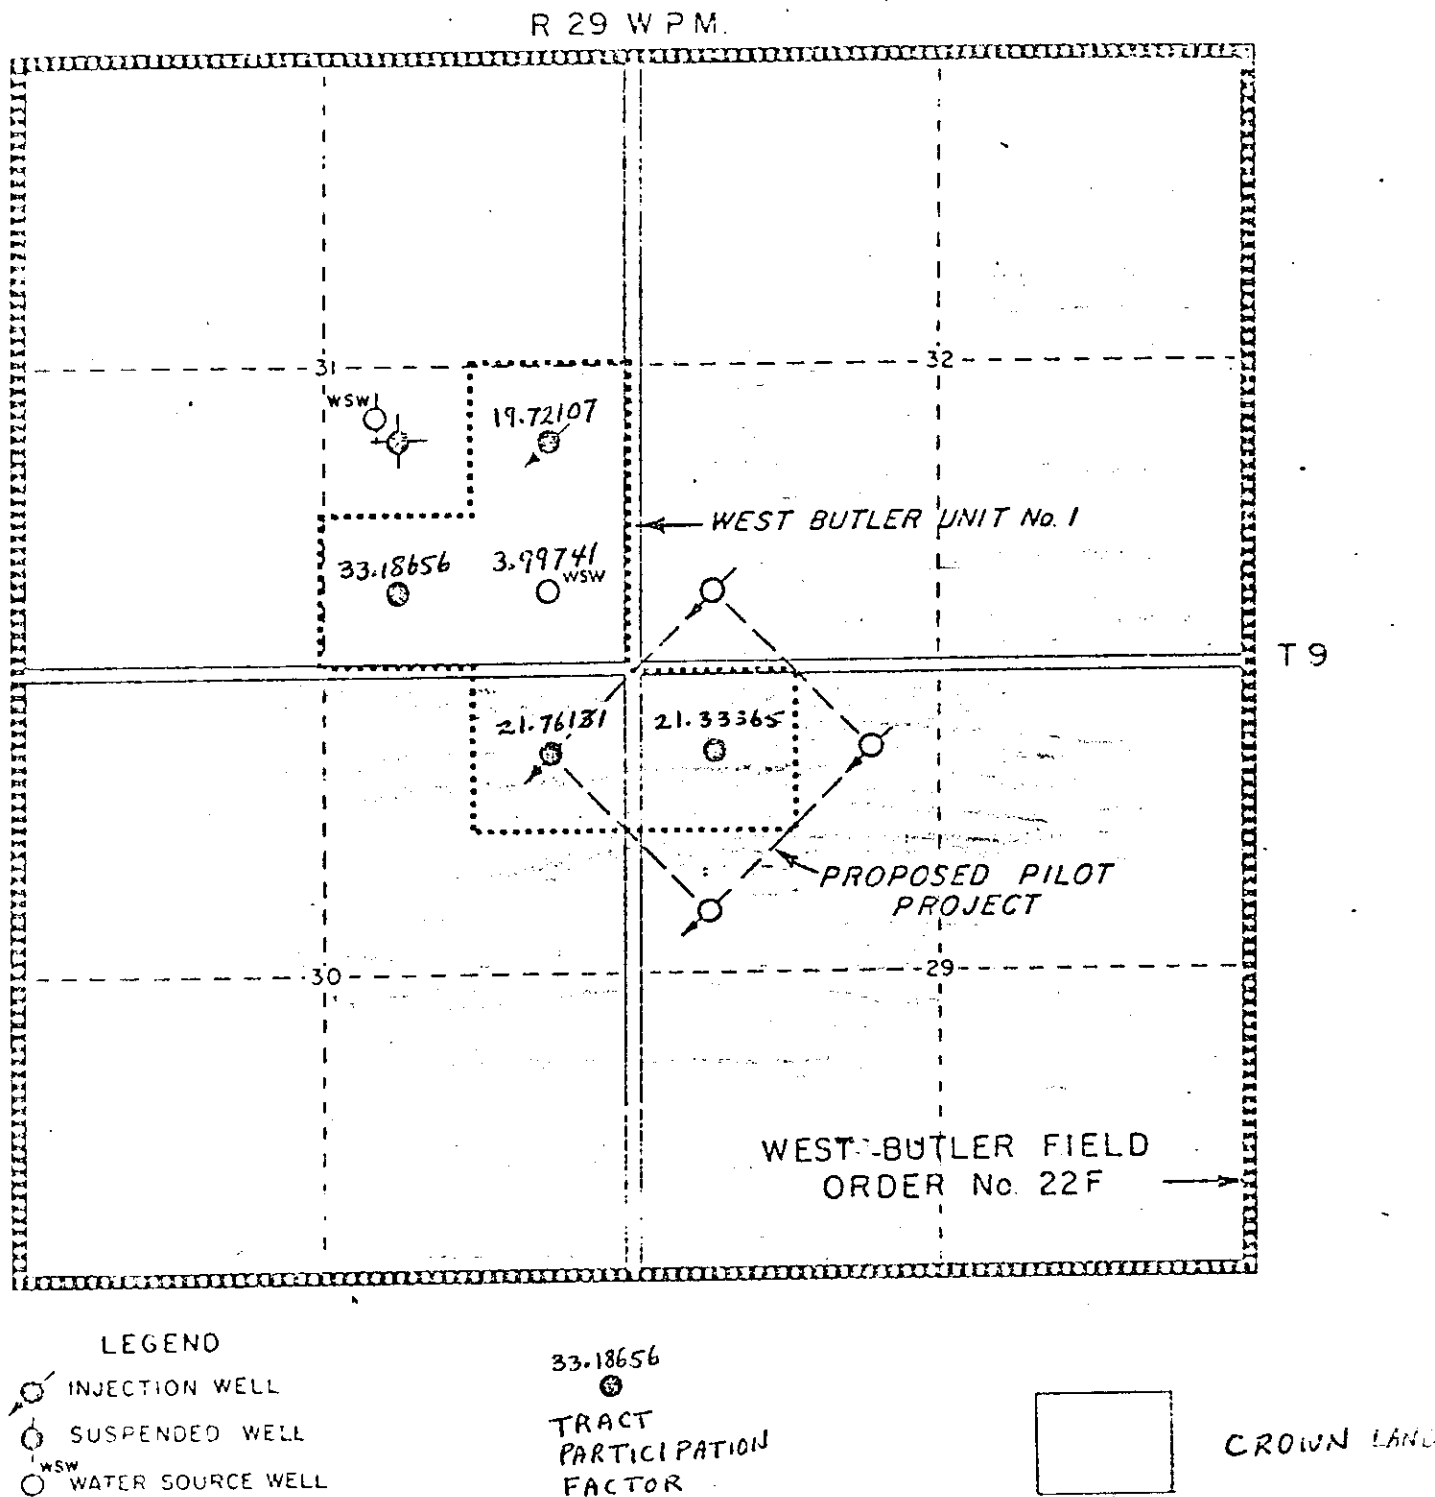 R 29 W P M.
31
32
WSW
19.72107
WEST BUTLER UNIT No. 1
33.18656
3.99741
WSW
T 9
21.76131
21.33365
PROPOSED PILOT
PROJECT
30
29
WEST BUTLER FIELD
ORDER No. 22F
LEGEND
INJECTION WELL
SUSPENDED WELL
WSW
WATER SOURCE WELL
33.18656
TRACT
PARTICIPATION
FACTOR
CROWN LAND